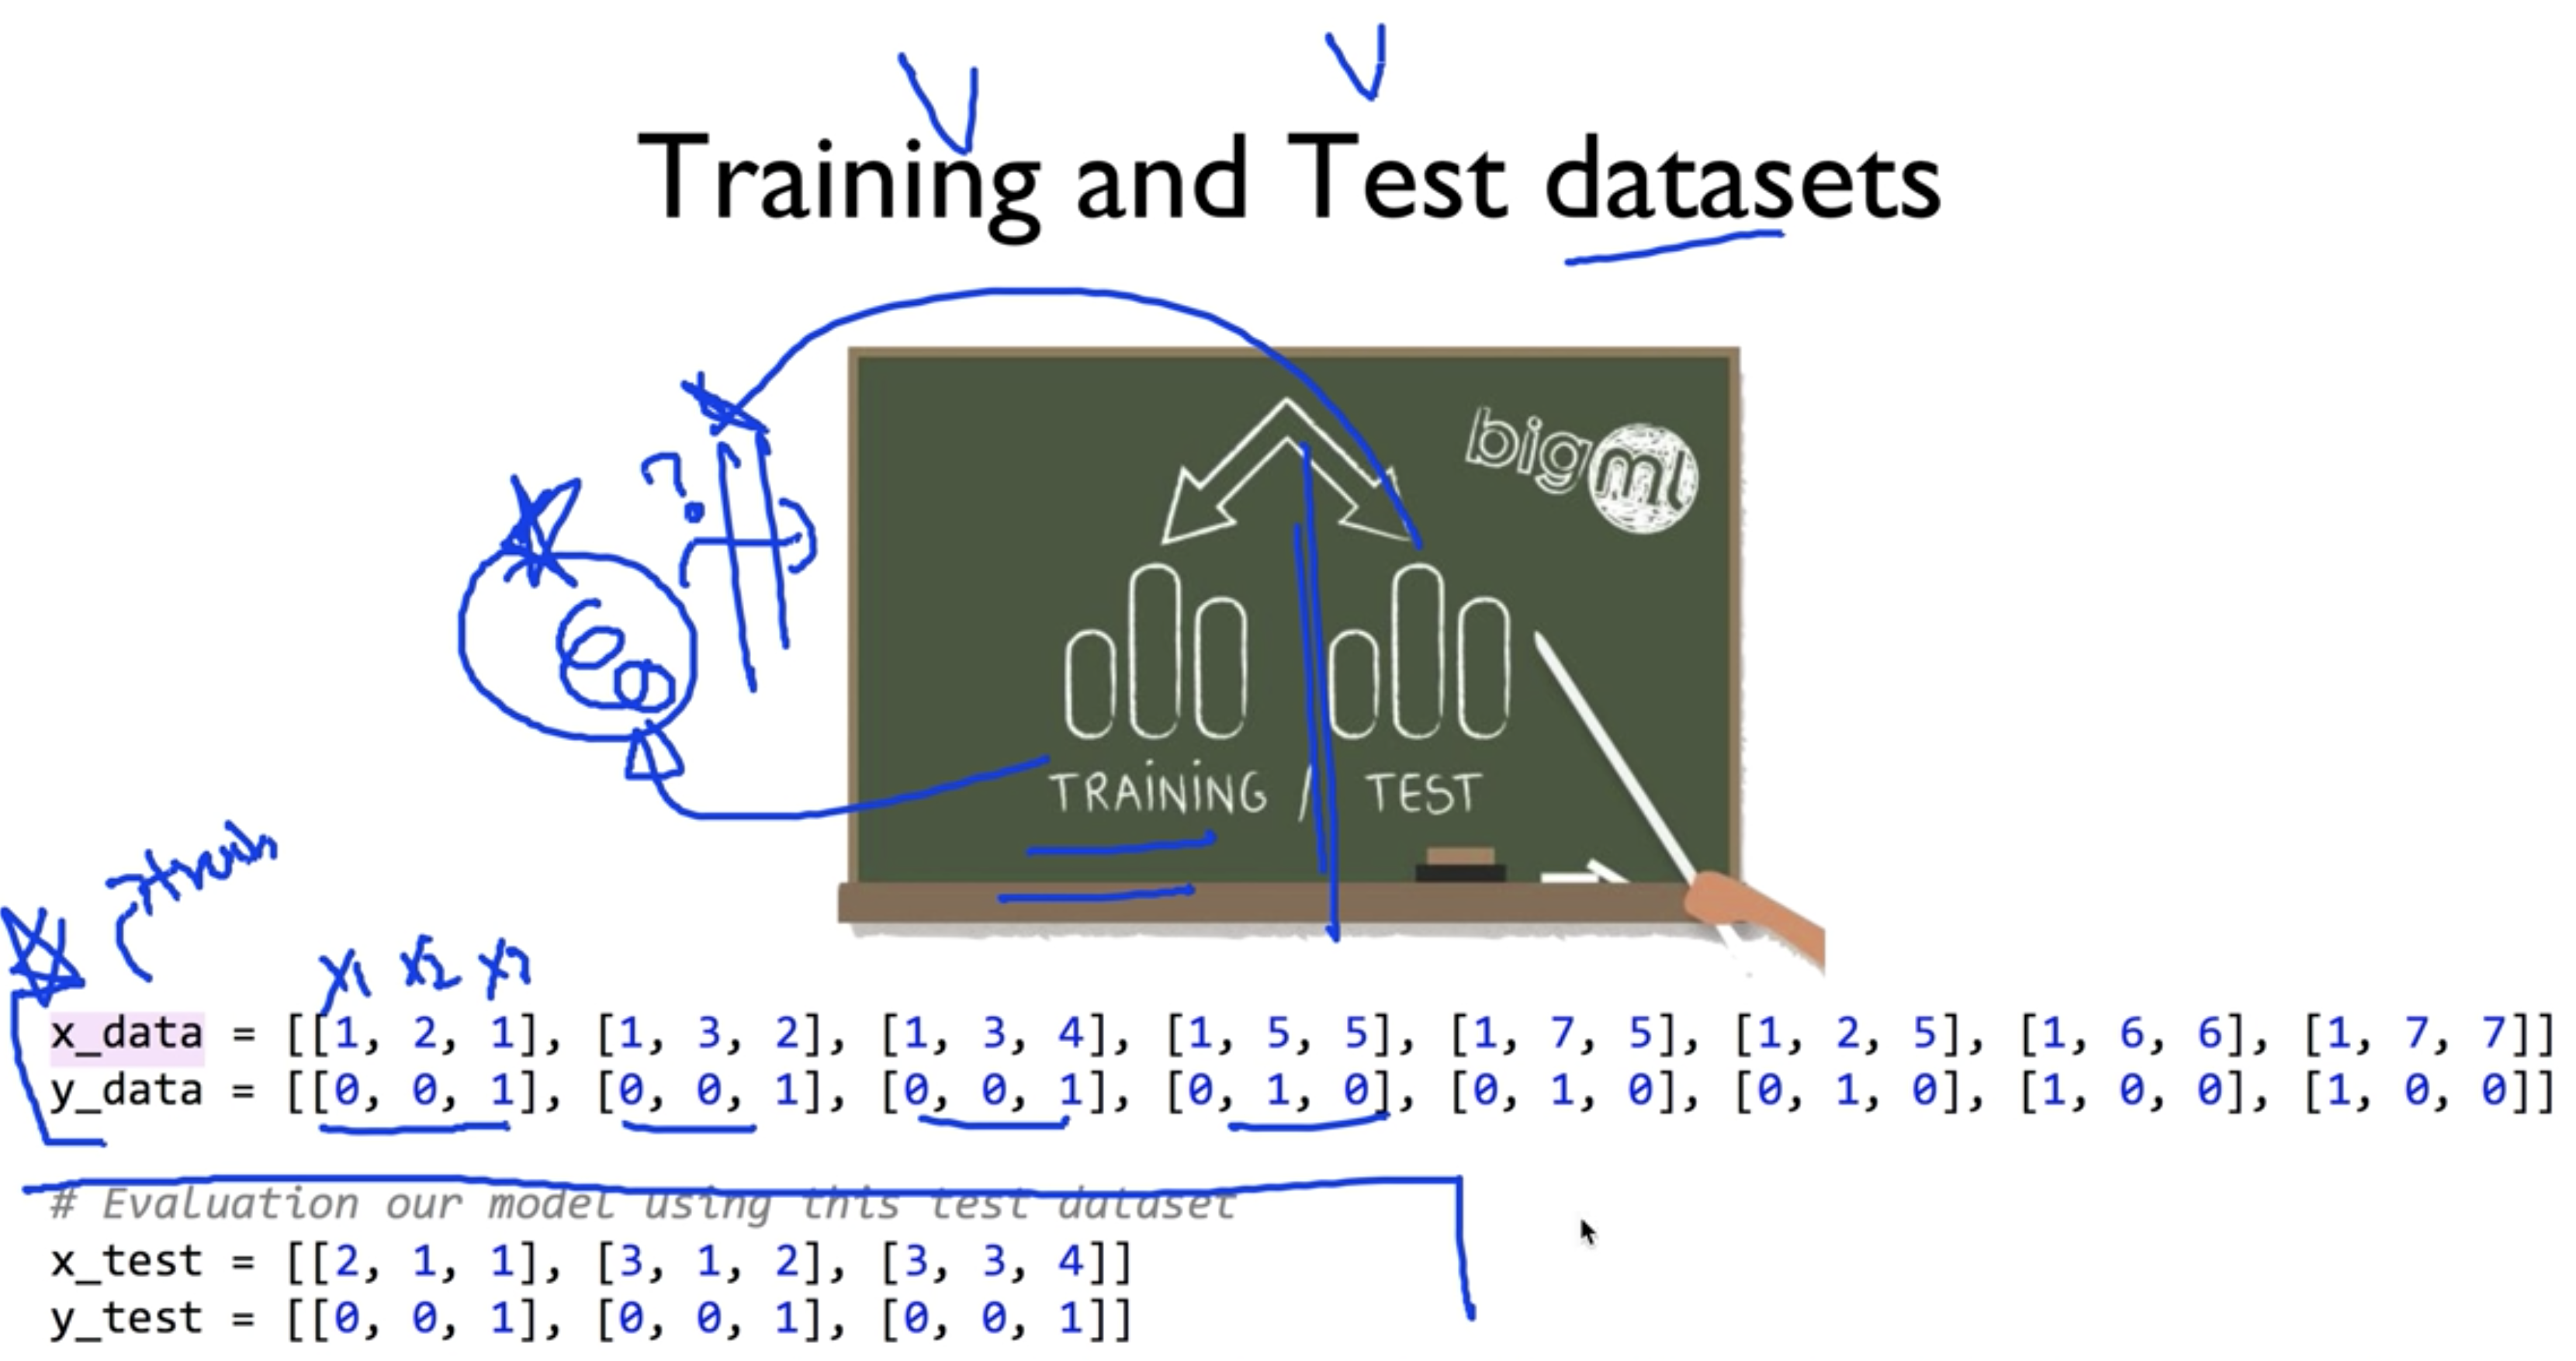 Training and Test datasets
bigml
?
TRAINING / TEST
x1 x2 x3
x_data = [[1, 2, 1], [1, 3, 2], [1, 3, 4], [1, 5, 5], [1, 7, 5], [1, 2, 5], [1, 6, 6], [1, 7, 7]]
y_data = [[0, 0, 1], [0, 0, 1], [0, 0, 1], [0, 1, 0], [0, 1, 0], [0, 1, 0], [1, 0, 0], [1, 0, 0]]
# Evaluation our model using this test dataset
x_test = [[2, 1, 1], [3, 1, 2], [3, 3, 4]]
y_test = [[0, 0, 1], [0, 0, 1], [0, 0, 1]]